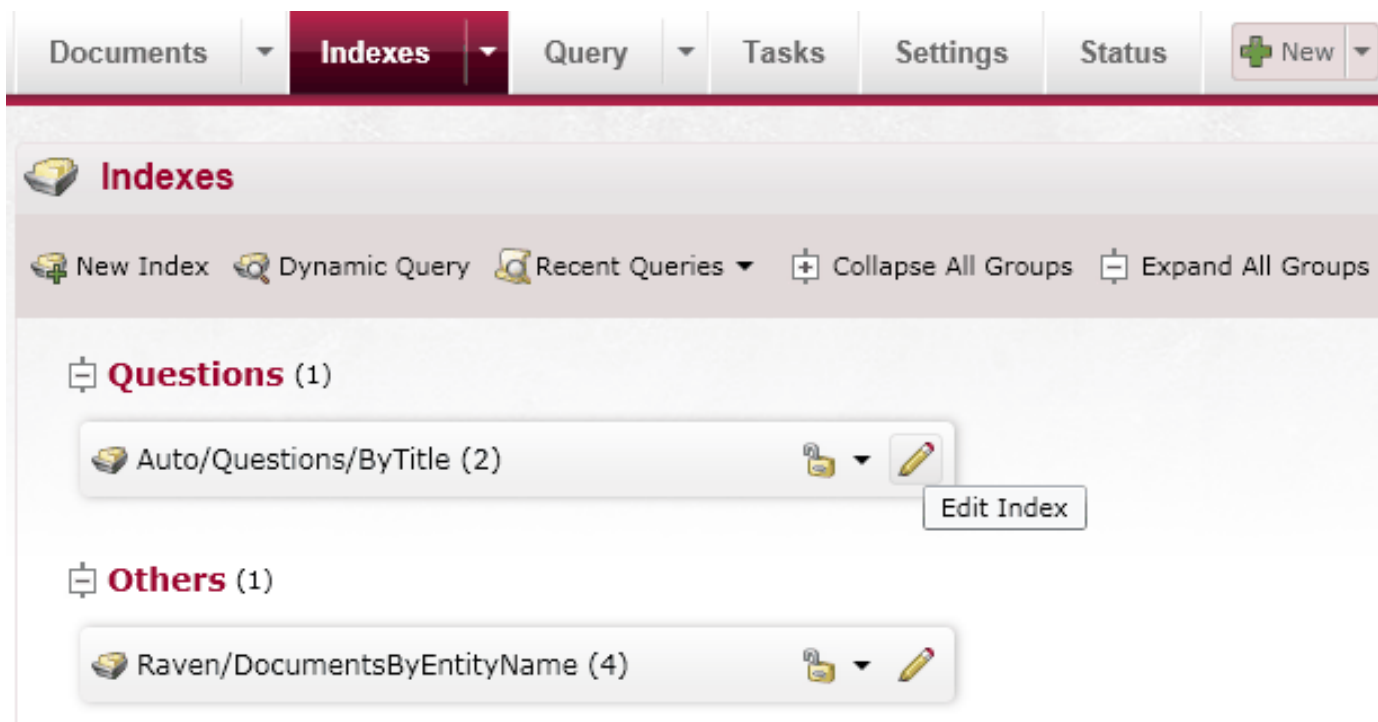 Documents Indexes Query Tasks Settings Status New
Indexes
New Index Dynamic Query Recent Queries Collapse All Groups Expand All Groups
Questions (1)
Auto/Questions/ByTitle (2)
Edit Index
Others (1)
Raven/DocumentsByEntityName (4)